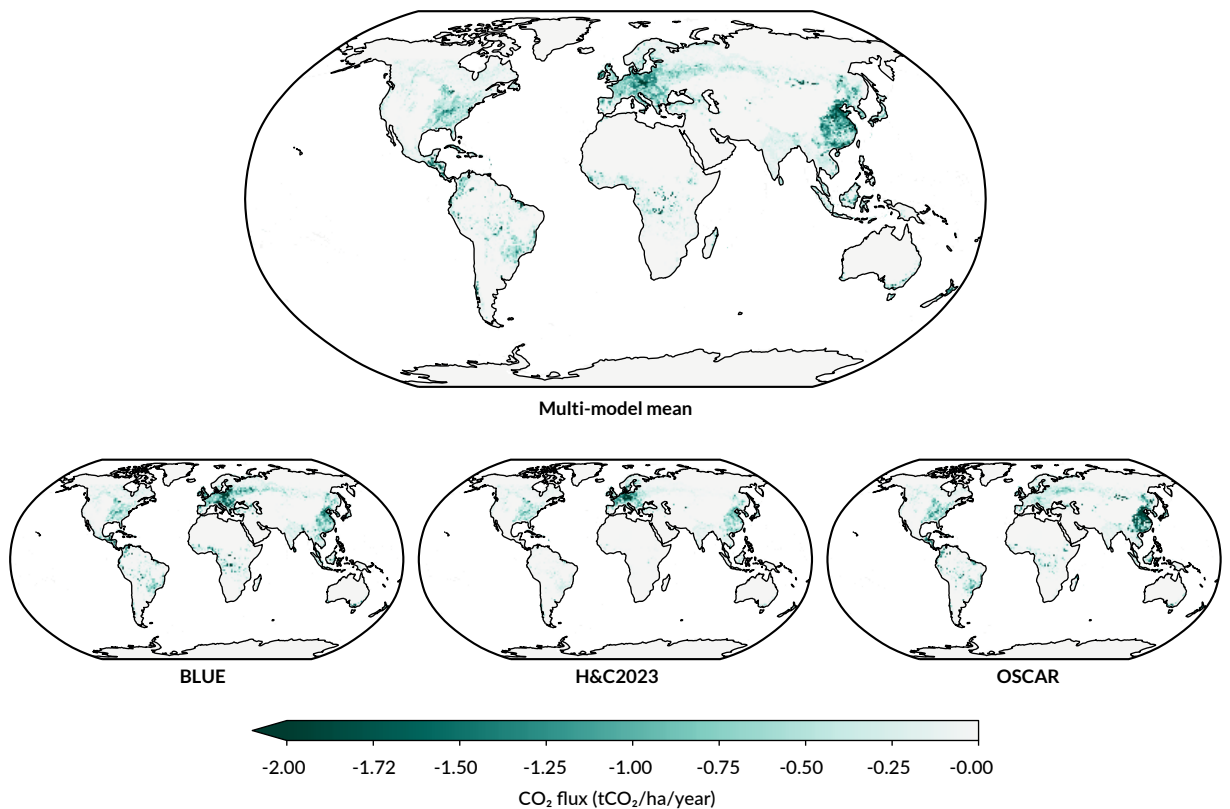 Multi-model mean
BLUE
H&C2023
OSCAR
-2.00 -1.72 -1.50 -1.25 -1.00 -0.75 -0.50 -0.25 -0.00
CO₂ flux (tCO₂/ha/year)